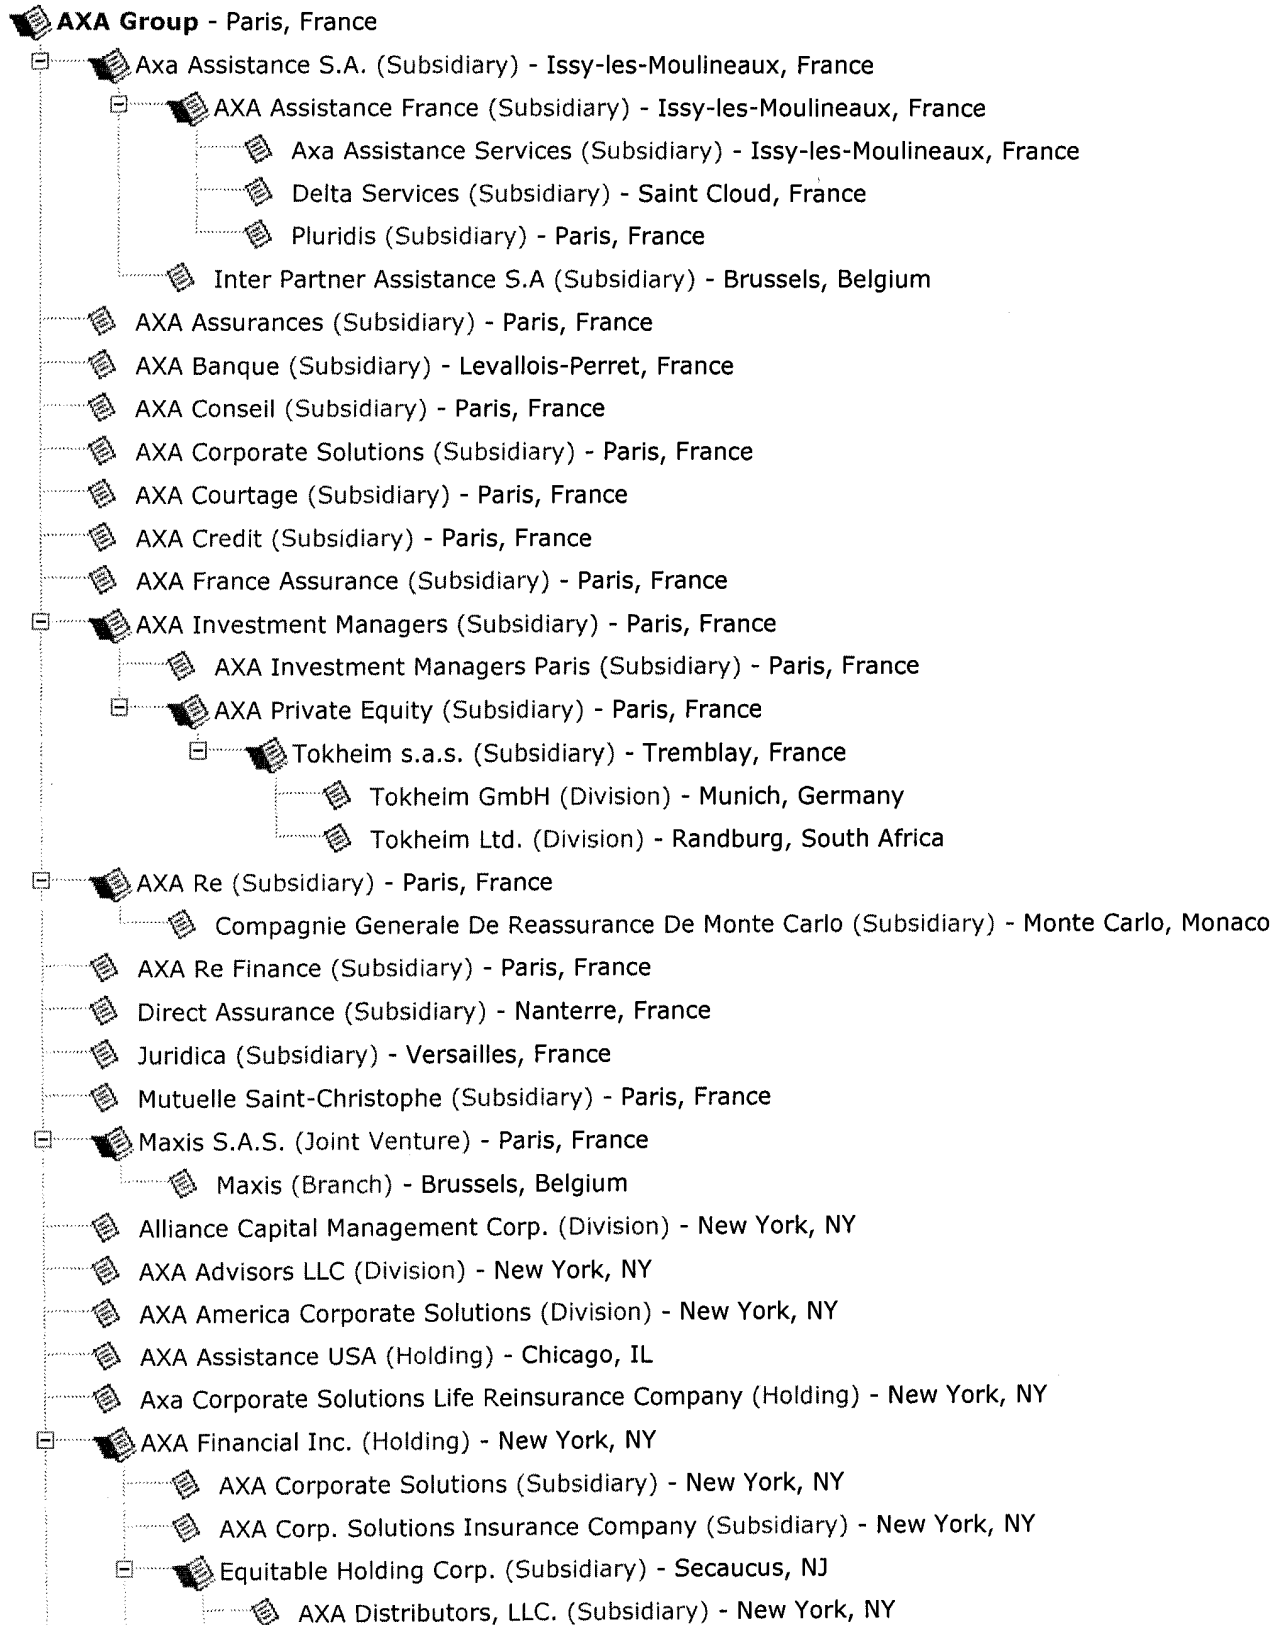 AXA Group - Paris, France
Axa Assistance S.A. (Subsidiary) - Issy-les-Moulineaux, France
AXA Assistance France (Subsidiary) - Issy-les-Moulineaux, France
Axa Assistance Services (Subsidiary) - Issy-les-Moulineaux, France
Delta Services (Subsidiary) - Saint Cloud, France
Pluridis (Subsidiary) - Paris, France
Inter Partner Assistance S.A (Subsidiary) - Brussels, Belgium
AXA Assurances (Subsidiary) - Paris, France
AXA Banque (Subsidiary) - Levallois-Perret, France
AXA Conseil (Subsidiary) - Paris, France
AXA Corporate Solutions (Subsidiary) - Paris, France
AXA Courtage (Subsidiary) - Paris, France
AXA Credit (Subsidiary) - Paris, France
AXA France Assurance (Subsidiary) - Paris, France
AXA Investment Managers (Subsidiary) - Paris, France
AXA Investment Managers Paris (Subsidiary) - Paris, France
AXA Private Equity (Subsidiary) - Paris, France
Tokheim s.a.s. (Subsidiary) - Tremblay, France
Tokheim GmbH (Division) - Munich, Germany
Tokheim Ltd. (Division) - Randburg, South Africa
AXA Re (Subsidiary) - Paris, France
Compagnie Generale De Reassurance De Monte Carlo (Subsidiary) - Monte Carlo, Monaco
AXA Re Finance (Subsidiary) - Paris, France
Direct Assurance (Subsidiary) - Nanterre, France
Juridica (Subsidiary) - Versailles, France
Mutuelle Saint-Christophe (Subsidiary) - Paris, France
Maxis S.A.S. (Joint Venture) - Paris, France
Maxis (Branch) - Brussels, Belgium
Alliance Capital Management Corp. (Division) - New York, NY
AXA Advisors LLC (Division) - New York, NY
AXA America Corporate Solutions (Division) - New York, NY
AXA Assistance USA (Holding) - Chicago, IL
Axa Corporate Solutions Life Reinsurance Company (Holding) - New York, NY
AXA Financial Inc. (Holding) - New York, NY
AXA Corporate Solutions (Subsidiary) - New York, NY
AXA Corp. Solutions Insurance Company (Subsidiary) - New York, NY
Equitable Holding Corp. (Subsidiary) - Secaucus, NJ
AXA Distributors, LLC. (Subsidiary) - New York, NY